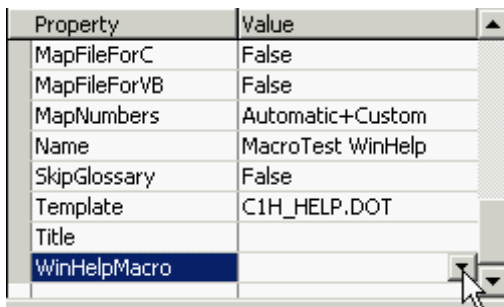 Property Value
MapFileForC False
MapFileForVB False
MapNumbers Automatic+Custom
Name MacroTest WinHelp
SkipGlossary False
Template C1H_HELP.DOT
Title
WinHelpMacro